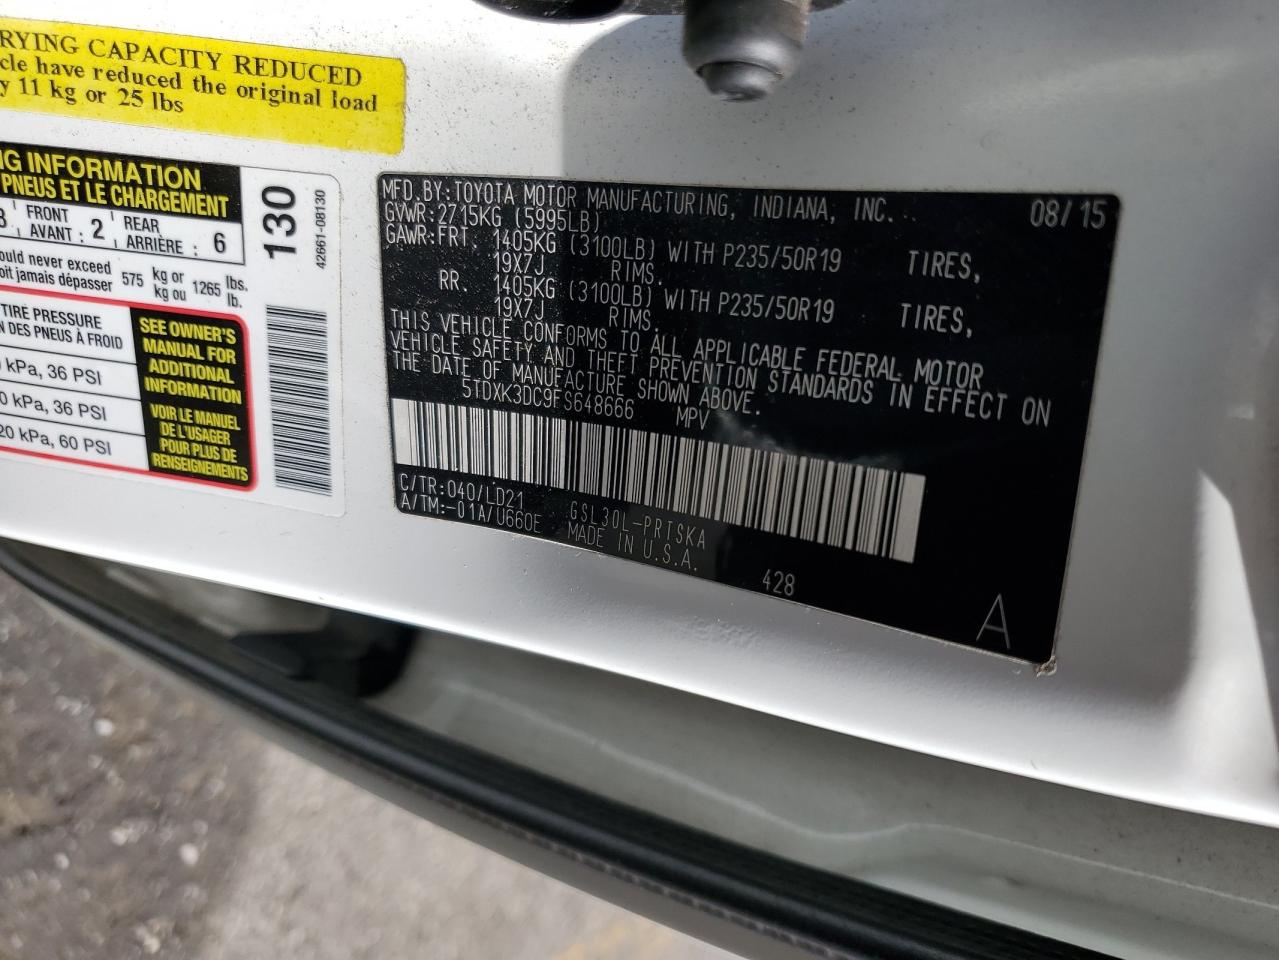 RYING CAPACITY REDUCED
cle have reduced the original load
y 11 kg or 25 lbs
NG INFORMATION
PNEUS ET LE CHARGEMENT
8 FRONT AVANT : 2 REAR ARRIÈRE : 6
ould never exceed 575 kg or 1265 lbs.
oit jamais dépasser kg ou lb.
TIRE PRESSURE
N DES PNEUS À FROID
kPa, 36 PSI
0 kPa, 36 PSI
20 kPa, 60 PSI
SEE OWNER'S
MANUAL FOR
ADDITIONAL
INFORMATION
VOIR LE MANUEL
DE L'USAGER
POUR PLUS DE
RENSEIGNEMENTS
130
42661-08130
MFD.BY:TOYOTA MOTOR MANUFACTURING, INDIANA, INC. 08/15
GVWR:2715KG (5995LB)
GAWR:FRT. 1405KG (3100LB) WITH P235/50R19 TIRES,
19X7J RIMS.
RR. 1405KG (3100LB) WITH P235/50R19 TIRES,
19X7J RIMS.
THIS VEHICLE CONFORMS TO ALL APPLICABLE FEDERAL MOTOR
VEHICLE SAFETY AND THEFT PREVENTION STANDARDS IN EFFECT ON
THE DATE OF MANUFACTURE SHOWN ABOVE.
5TDXK3DC9FS648666 MPV
C/TR:040/LD21 GSL30L-PRTSKA
A/TM:-01A/U660E MADE IN U.S.A.
428
A